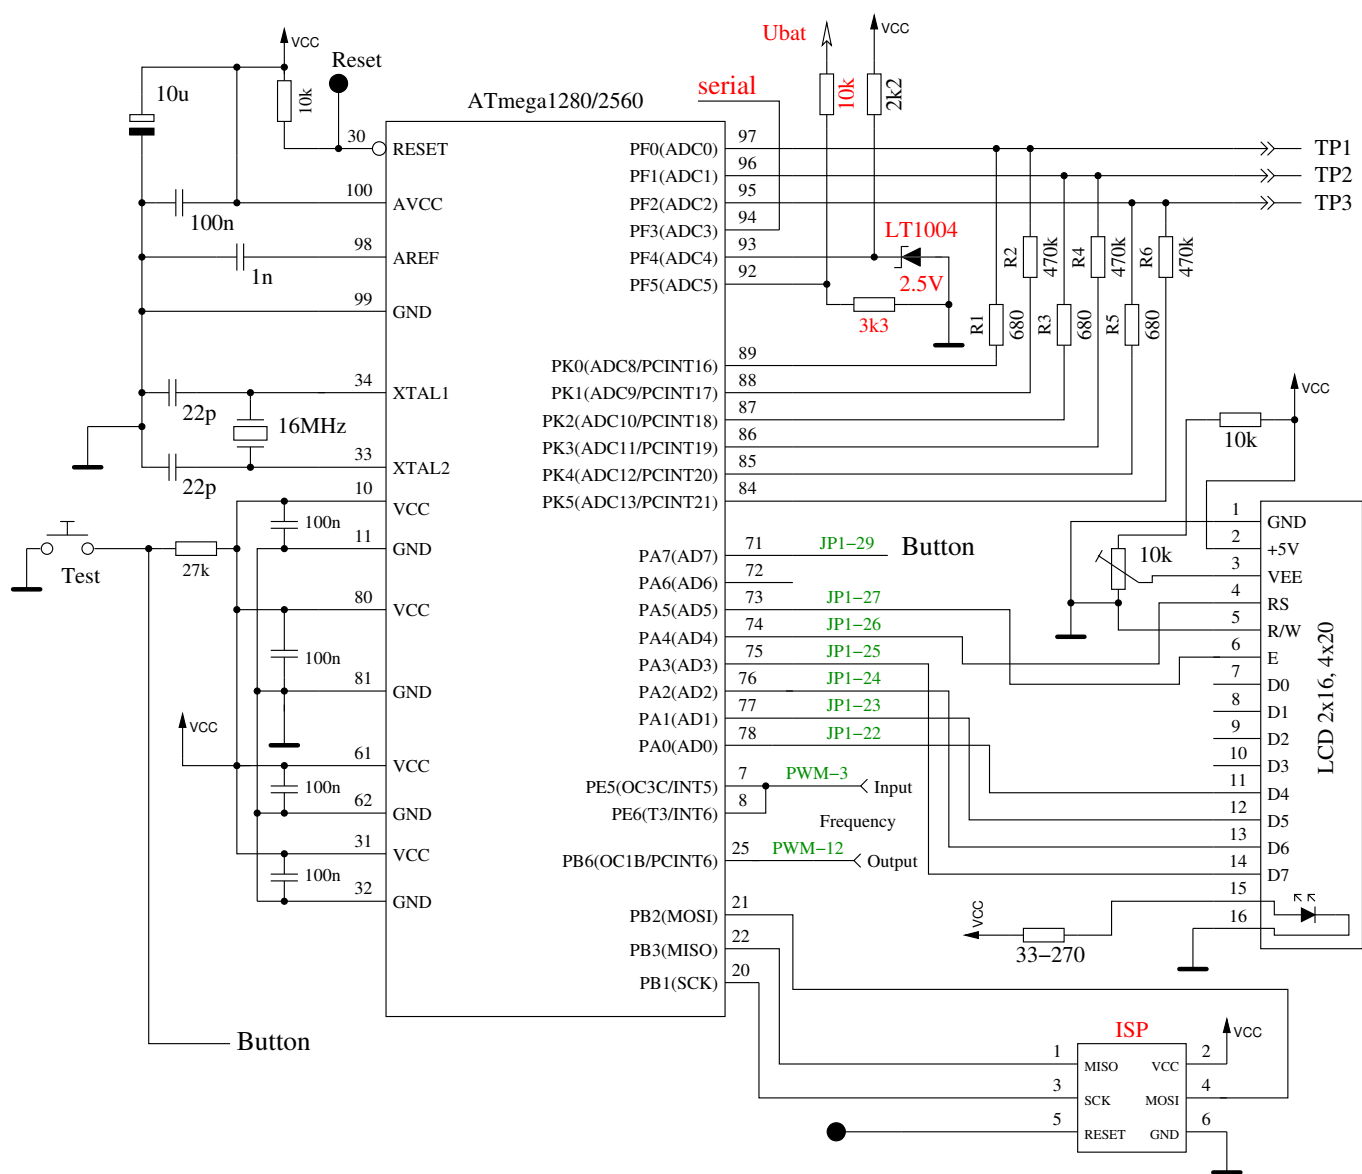 VCC
Reset
10u
10k
ATmega1280/2560
serial
Ubat
10k
VCC
2k2
30 RESET
100 AVCC
100n
98 AREF
1n
99 GND
34 XTAL1
22p
16MHz
33 XTAL2
22p
10 VCC
100n
11 GND
Test
27k
80 VCC
100n
81 GND
VCC
61 VCC
100n
62 GND
31 VCC
100n
32 GND
Button
PF0(ADC0) 97
PF1(ADC1) 96
PF2(ADC2) 95
PF3(ADC3) 94
PF4(ADC4) 93
PF5(ADC5) 92
TP1
TP2
TP3
LT1004
2.5V
3k3
R2 470k
R4 470k
R6 470k
R1 680
R3 680
R5 680
PK0(ADC8/PCINT16) 89
PK1(ADC9/PCINT17) 88
PK2(ADC10/PCINT18) 87
PK3(ADC11/PCINT19) 86
PK4(ADC12/PCINT20) 85
PK5(ADC13/PCINT21) 84
PA7(AD7) 71 JP1−29 Button
PA6(AD6) 72
PA5(AD5) 73 JP1−27
PA4(AD4) 74 JP1−26
PA3(AD3) 75 JP1−25
PA2(AD2) 76 JP1−24
PA1(AD1) 77 JP1−23
PA0(AD0) 78 JP1−22
PE5(OC3C/INT5) 7 PWM−3 Input
PE6(T3/INT6) 8
Frequency
PB6(OC1B/PCINT6) 25 PWM−12 Output
PB2(MOSI) 21
PB3(MISO) 22
PB1(SCK) 20
VCC
10k
10k
1 GND
2 +5V
3 VEE
4 RS
5 R/W
6 E
7 D0
8 D1
9 D2
10 D3
11 D4
12 D5
13 D6
14 D7
15
16
LCD 2x16, 4x20
VCC
33−270
ISP
VCC
1 MISO VCC 2
3 SCK MOSI 4
5 RESET GND 6